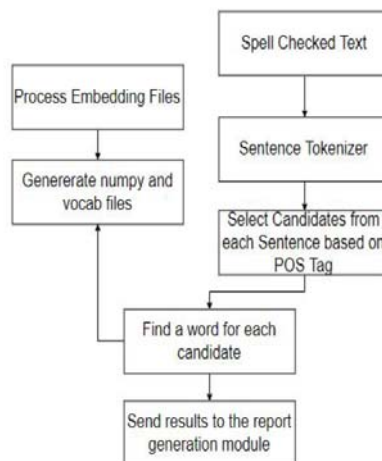 Spell Checked Text
Process Embedding Files
Sentence Tokenizer
Genererate numpy and
vocab files
Select Candidates from
each Sentence based on
POS Tag
Find a word for each
candidate
Send results to the report
generation module